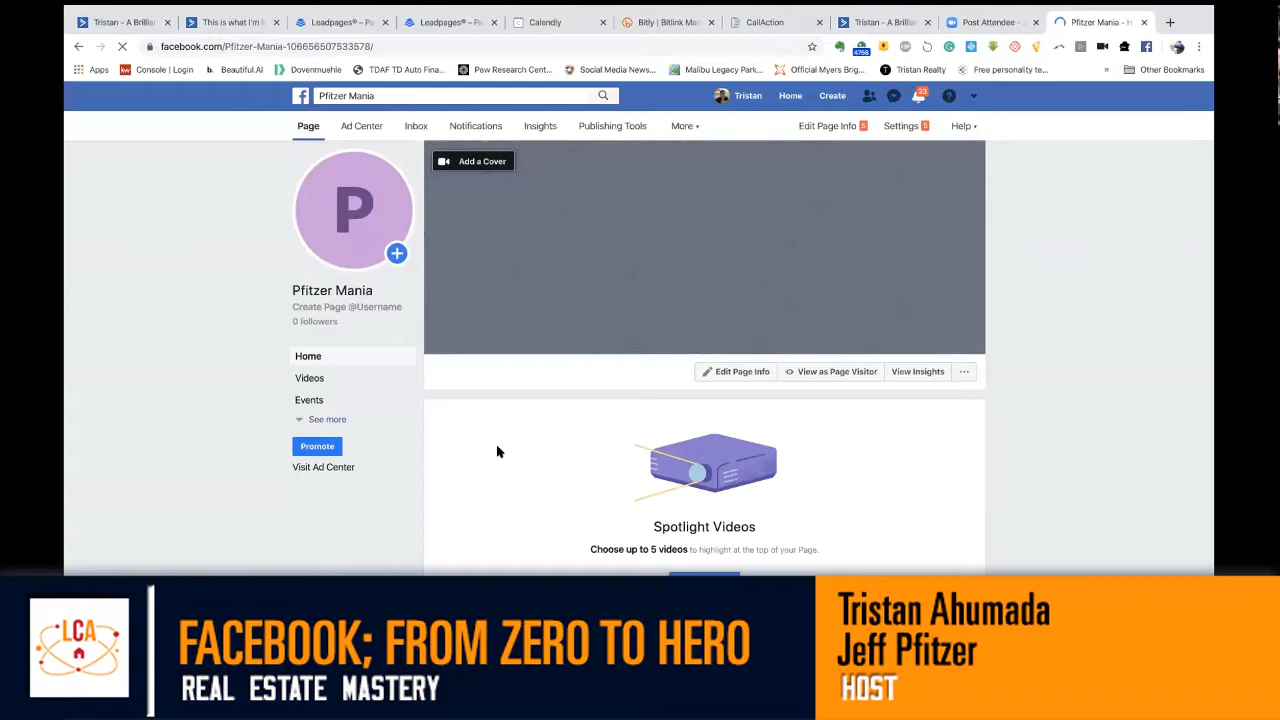 Tristan - A Brillia
This is what I'm l
Leadpages® - Pa
Leadpages® - Pa
Calendly
Bitly | Bitlink Man
CallAction
Tristan - A Brillia
Post Attendee - Z
Pfitzer Mania - H
facebook.com/Pfitzer-Mania-106656507533578/
4768
Apps
Console | Login
b. Beautiful.AI
Dovenmuehle
TDAF TD Auto Fina...
Pew Research Cent...
Social Media News...
Malibu Legacy Park...
Official Myers Brig...
Tristan Realty
Free personality te...
»
Other Bookmarks
Pfitzer Mania
Tristan
Home
Create
23
Page
Ad Center
Inbox
Notifications
Insights
Publishing Tools
More
Edit Page Info 5
Settings 5
Help
Add a Cover
P
Pfitzer Mania
Create Page @Username
0 followers
Home
Videos
Events
See more
Promote
Visit Ad Center
Edit Page Info
View as Page Visitor
View Insights
...
Spotlight Videos
Choose up to 5 videos to highlight at the top of your Page.
LCA
FACEBOOK; FROM ZERO TO HERO
REAL ESTATE MASTERY
Tristan Ahumada
Jeff Pfitzer
HOST